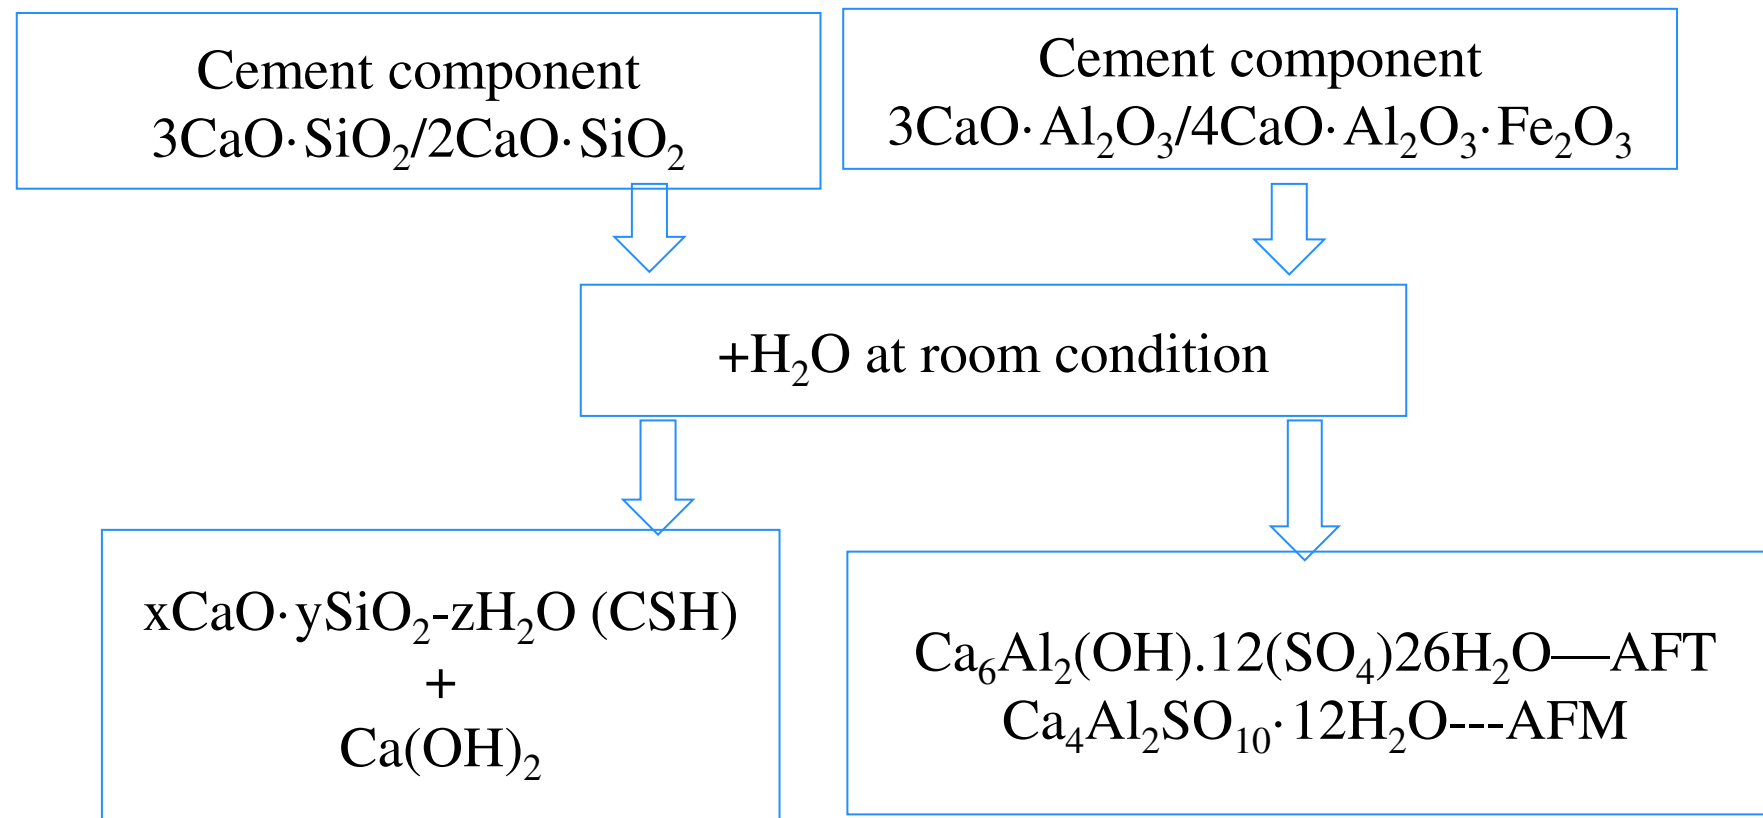 Cement component
3CaO·SiO₂/2CaO·SiO₂
Cement component
3CaO·Al₂O₃/4CaO·Al₂O₃·Fe₂O₃
+H₂O at room condition
xCaO·ySiO₂-zH₂O (CSH)
+
Ca(OH)₂
Ca₆Al₂(OH).12(SO₄)26H₂O—AFT
Ca₄Al₂SO₁₀·12H₂O---AFM